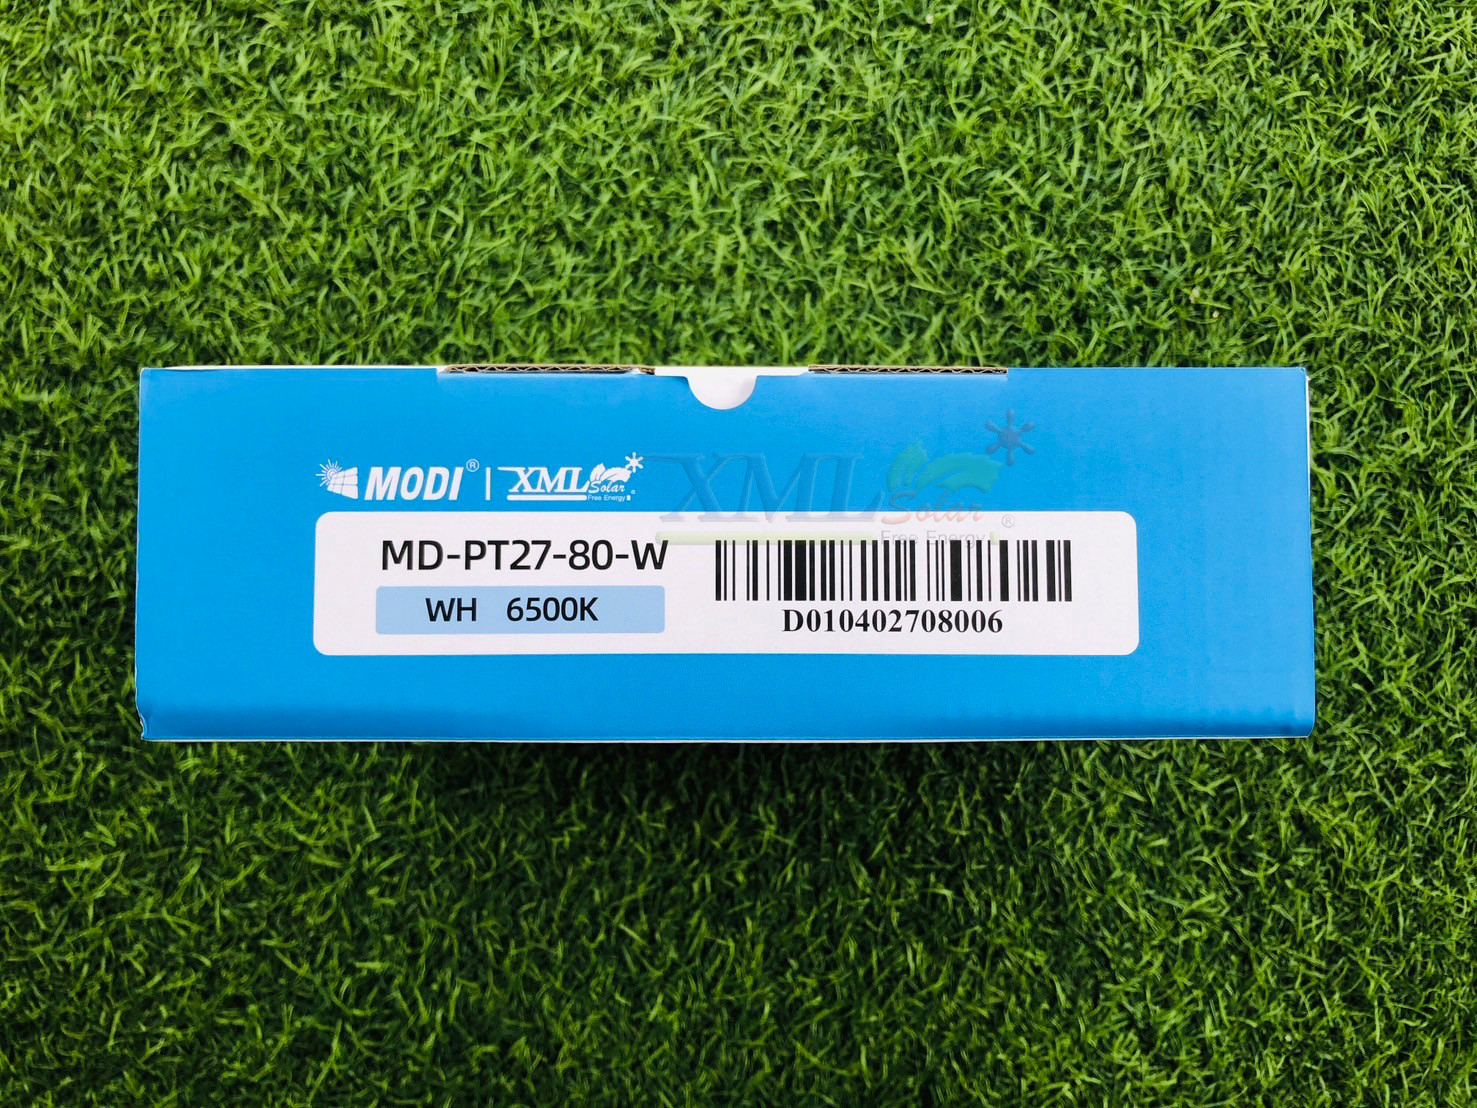 MODI® | XML Solar ®
Free Energy
XML Solar ®
Free Energy
MD-PT27-80-W
WH 6500K
D010402708006